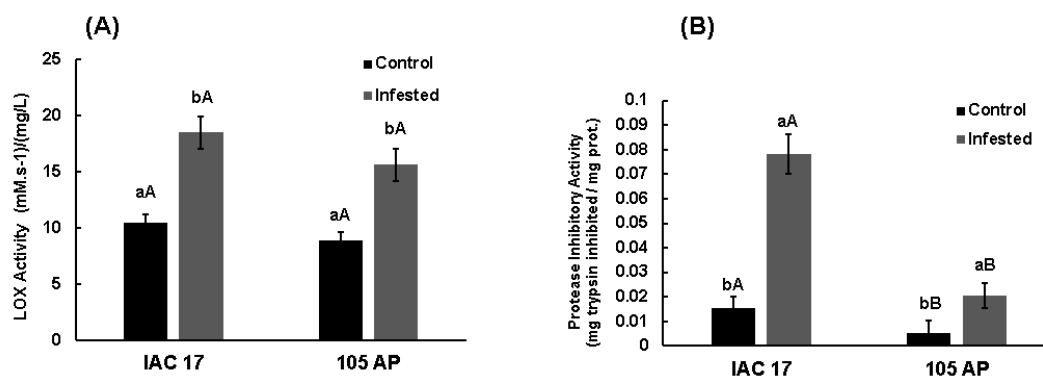 (A)
LOX Activity (mM.s-1)/(mg/L)
25
20
15
10
5
0
Control
Infested
aA
bA
aA
bA
IAC 17
105 AP
(B)
Protease Inhibitory Activity
(mg trypsin inhibited / mg prot.)
0.1
0.09
0.08
0.07
0.06
0.05
0.04
0.03
0.02
0.01
0
Control
Infested
bA
aA
bB
aB
IAC 17
105 AP